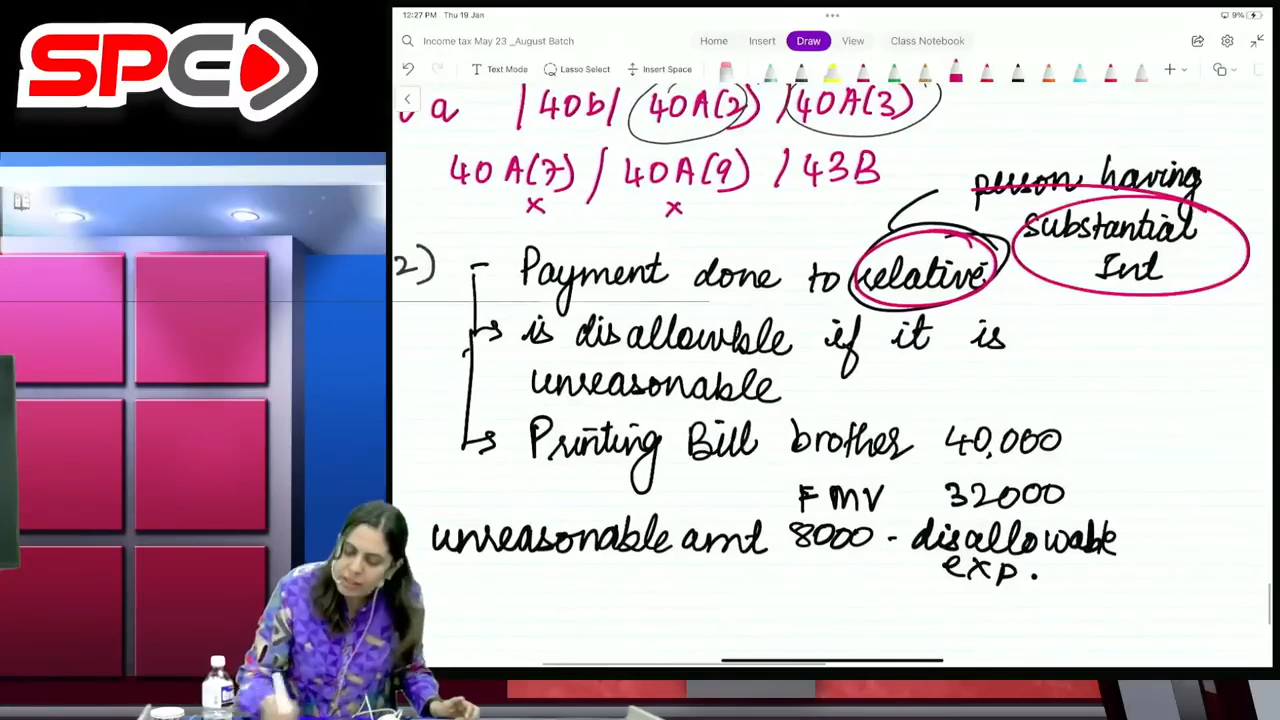 SPC
12:27 PM Thu 19 Jan
9%
Income tax May 23 _August Batch
Home Insert Draw View Class Notebook
Text Mode Lasso Select Insert Space
a / 40b / 40A(2) / 40A(3)
40A(7) / 40A(9) / 43B
x x
person having
substantial
Int
2) - Payment done to relative
is disallowable if it is
unreasonable
Printing Bill brother 40,000
FMV 32000
unreasonable amt 8000 - disallowable
exp.